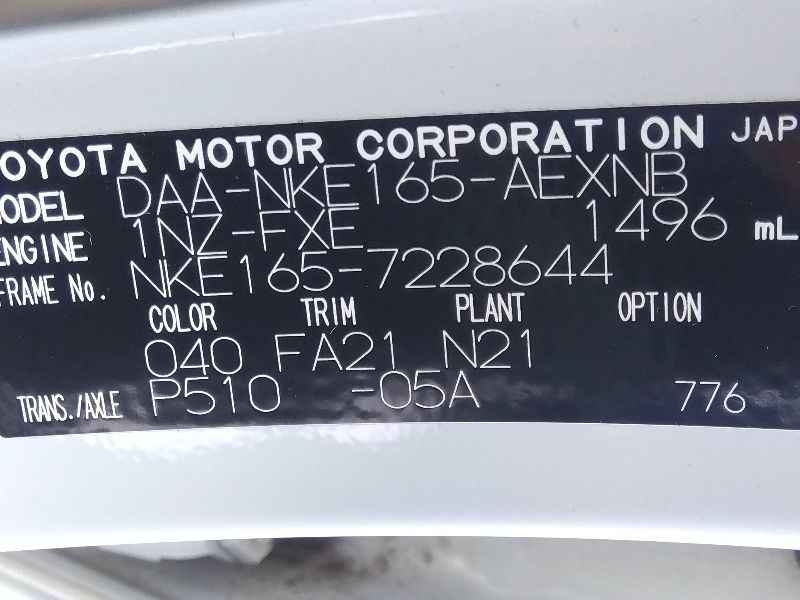 OYOTA MOTOR CORPORATION JAP
MODEL DAA-NKE165-AEXNB
ENGINE 1NZ-FXE 1496 mL
FRAME No. NKE165-7228644
COLOR TRIM PLANT OPTION
040 FA21 N21
TRANS./AXLE P510 -05A 776